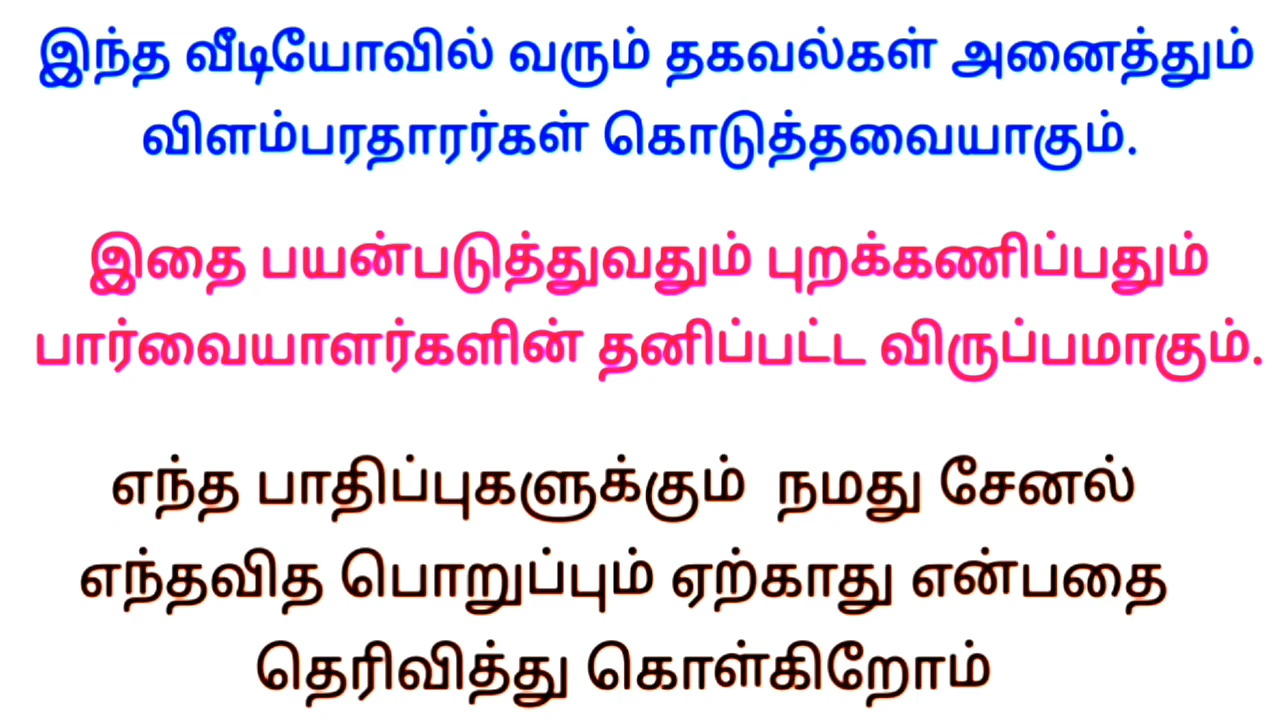 இந்த வீடியோவில் வரும் தகவல்கள் அனைத்தும்
விளம்பரதாரர்கள் கொடுத்தவையாகும்.
இதை பயன்படுத்துவதும் புறக்கணிப்பதும்
பார்வையாளர்களின் தனிப்பட்ட விருப்பமாகும்.
எந்த பாதிப்புகளுக்கும் நமது சேனல்
எந்தவித பொறுப்பும் ஏற்காது என்பதை
தெரிவித்து கொள்கிறோம்